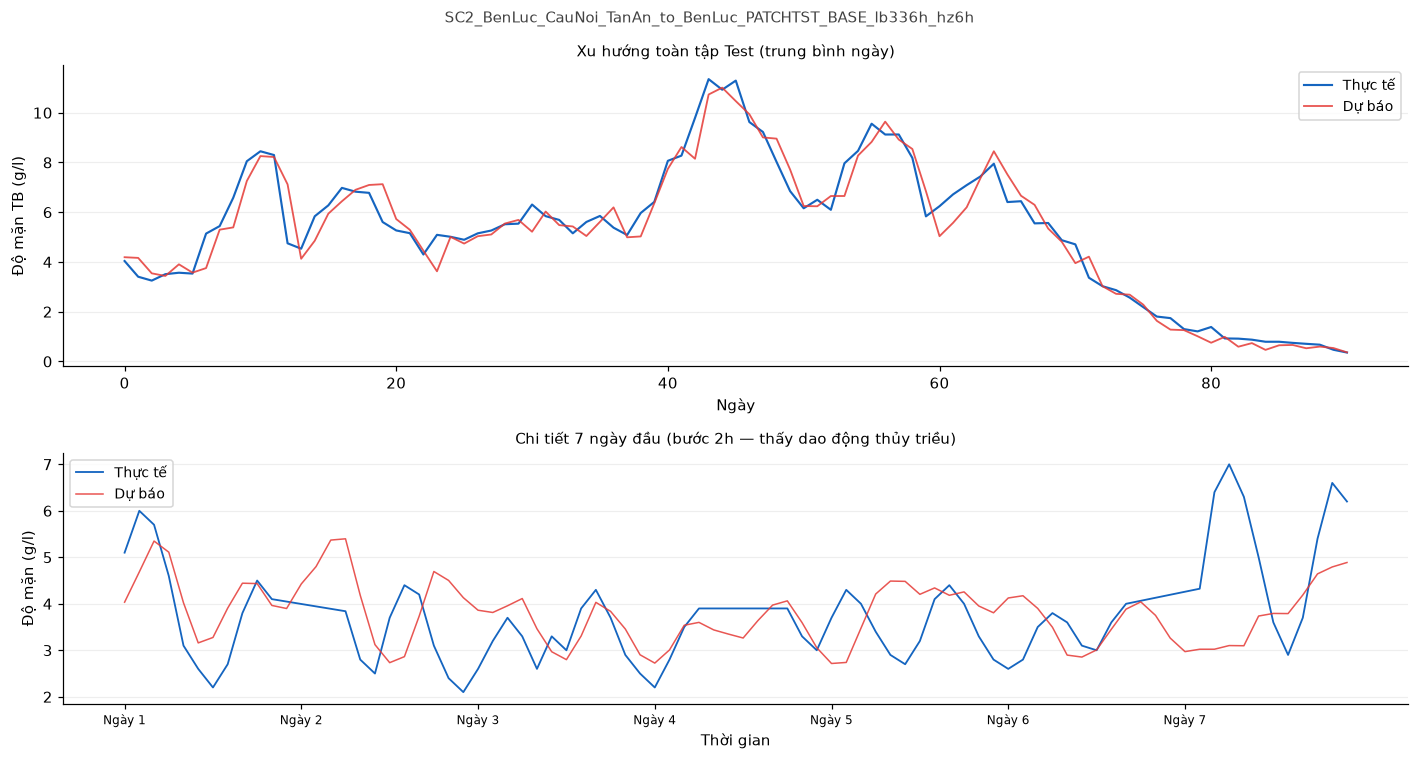 SC2_BenLuc_CauNoi_TanAn_to_BenLuc_PATCHTST_BASE_lb336h_hz6h
Xu hướng toàn tập Test (trung bình ngày)
Thực tế
Dự báo
Độ mặn TB (g/l)
10
8
6
4
2
0
0 20 40 60 80
Ngày
Chi tiết 7 ngày đầu (bước 2h — thấy dao động thủy triều)
Thực tế
Dự báo
Độ mặn (g/l)
7
6
5
4
3
2
Ngày 1 Ngày 2 Ngày 3 Ngày 4 Ngày 5 Ngày 6 Ngày 7
Thời gian